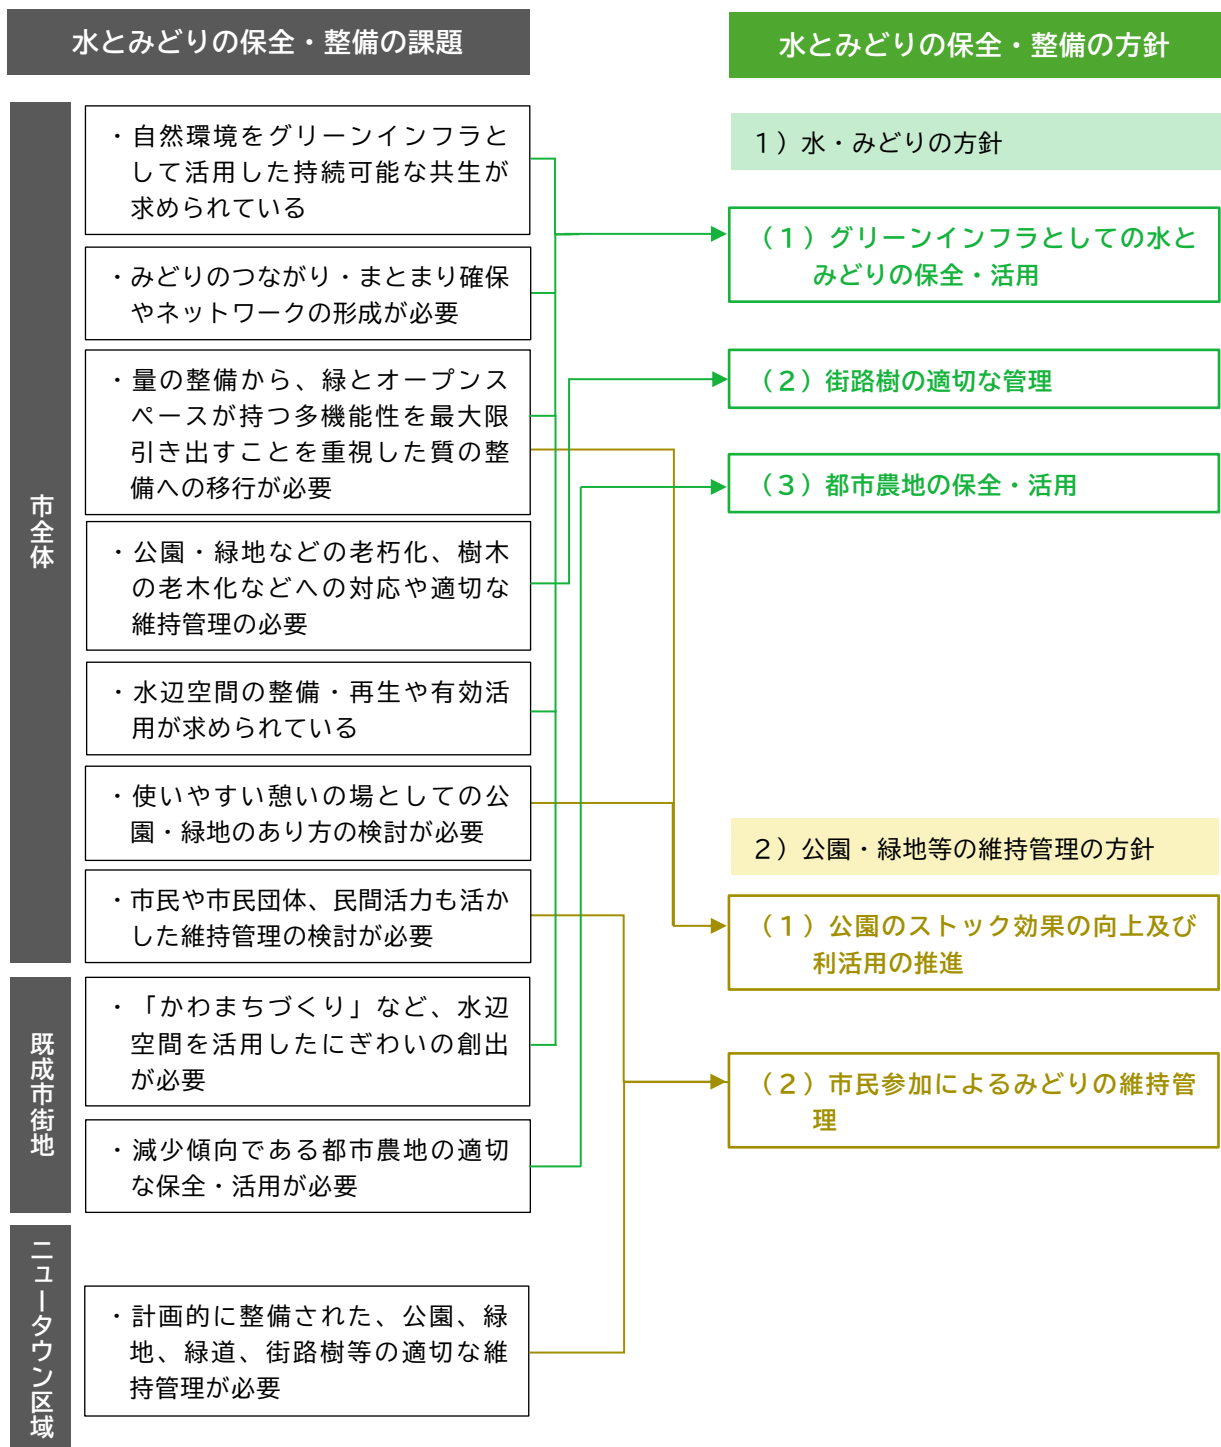 水とみどりの保全・整備の課題
市全体
・自然環境をグリーンインフラと
して活用した持続可能な共生が
求められている
・みどりのつながり・まとまり確保
やネットワークの形成が必要
・量の整備から、緑とオープンス
ペースが持つ多機能性を最大限
引き出すことを重視した質の整
備への移行が必要
・公園・緑地などの老朽化、樹木
の老木化などへの対応や適切な
維持管理の必要
・水辺空間の整備・再生や有効活
用が求められている
・使いやすい憩いの場としての公
園・緑地のあり方の検討が必要
・市民や市民団体、民間活力も活か
した維持管理の検討が必要
既成市街地
・「かわまちづくり」など、水辺
空間を活用したにぎわいの創出
が必要
・減少傾向である都市農地の適切
な保全・活用が必要
ニュータウン区域
・計画的に整備された、公園、緑
地、緑道、街路樹等の適切な維
持管理が必要
水とみどりの保全・整備の方針
１）水・みどりの方針
（１）グリーンインフラとしての水と
みどりの保全・活用
（２）街路樹の適切な管理
（３）都市農地の保全・活用
２）公園・緑地等の維持管理の方針
（１）公園のストック効果の向上及び
利活用の推進
（２）市民参加によるみどりの維持管
理